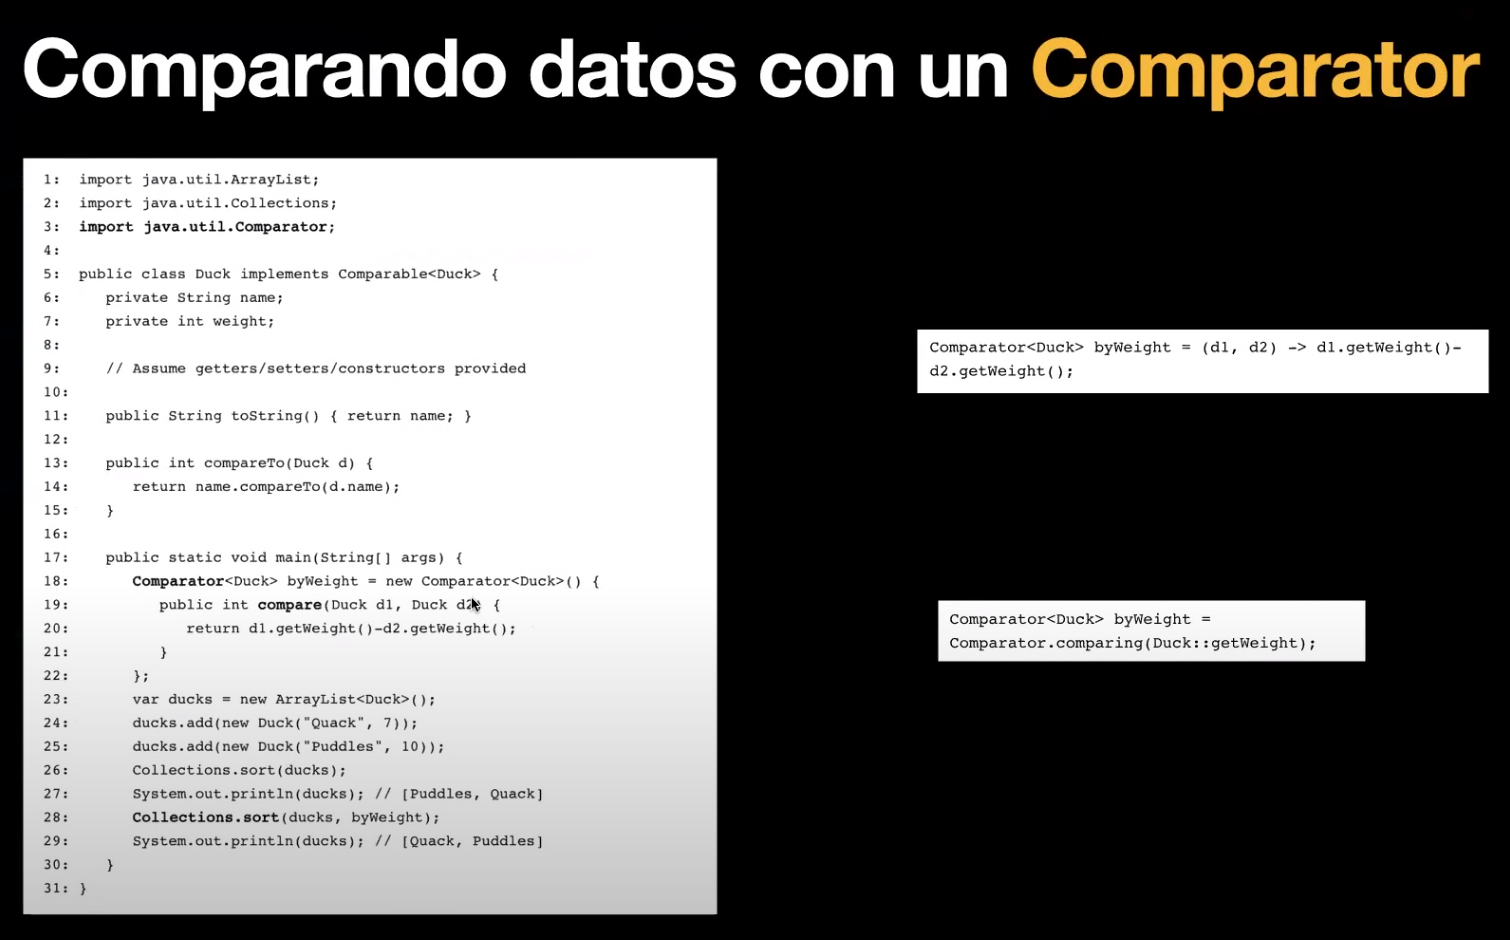 Comparando datos con un Comparator
1: import java.util.ArrayList;
2: import java.util.Collections;
3: import java.util.Comparator;
4:
5: public class Duck implements Comparable<Duck> {
6: private String name;
7: private int weight;
8:
9: // Assume getters/setters/constructors provided
10:
11: public String toString() { return name; }
12:
13: public int compareTo(Duck d) {
14: return name.compareTo(d.name);
15: }
16:
17: public static void main(String[] args) {
18: Comparator<Duck> byWeight = new Comparator<Duck>() {
19: public int compare(Duck d1, Duck d2) {
20: return d1.getWeight()-d2.getWeight();
21: }
22: };
23: var ducks = new ArrayList<Duck>();
24: ducks.add(new Duck("Quack", 7));
25: ducks.add(new Duck("Puddles", 10));
26: Collections.sort(ducks);
27: System.out.println(ducks); // [Puddles, Quack]
28: Collections.sort(ducks, byWeight);
29: System.out.println(ducks); // [Quack, Puddles]
30: }
31: }
Comparator<Duck> byWeight = (d1, d2) -> d1.getWeight()-
d2.getWeight();
Comparator<Duck> byWeight =
Comparator.comparing(Duck::getWeight);